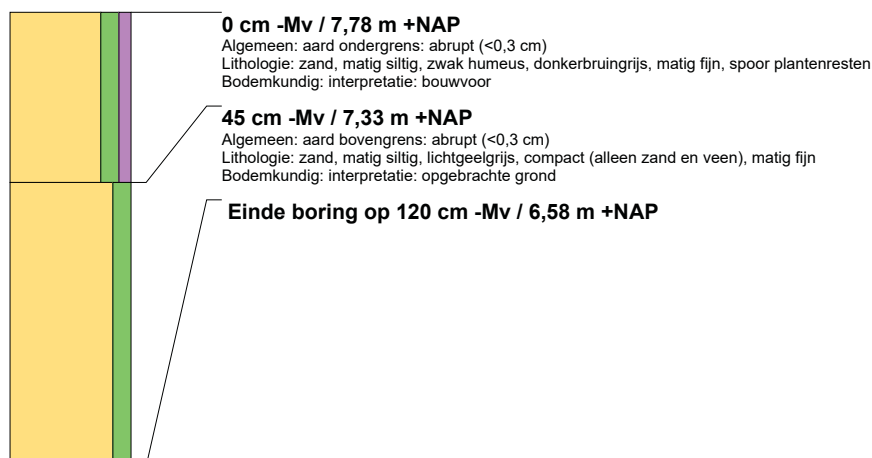 0 cm -Mv / 7,78 m +NAP
Algemeen: aard ondergrens: abrupt (<0,3 cm)
Lithologie: zand, matig siltig, zwak humeus, donkerbruingrijs, matig fijn, spoor plantenresten
Bodemkundig: interpretatie: bouwvoor
45 cm -Mv / 7,33 m +NAP
Algemeen: aard bovengrens: abrupt (<0,3 cm)
Lithologie: zand, matig siltig, lichtgeelgrijs, compact (alleen zand en veen), matig fijn
Bodemkundig: interpretatie: opgebrachte grond
Einde boring op 120 cm -Mv / 6,58 m +NAP